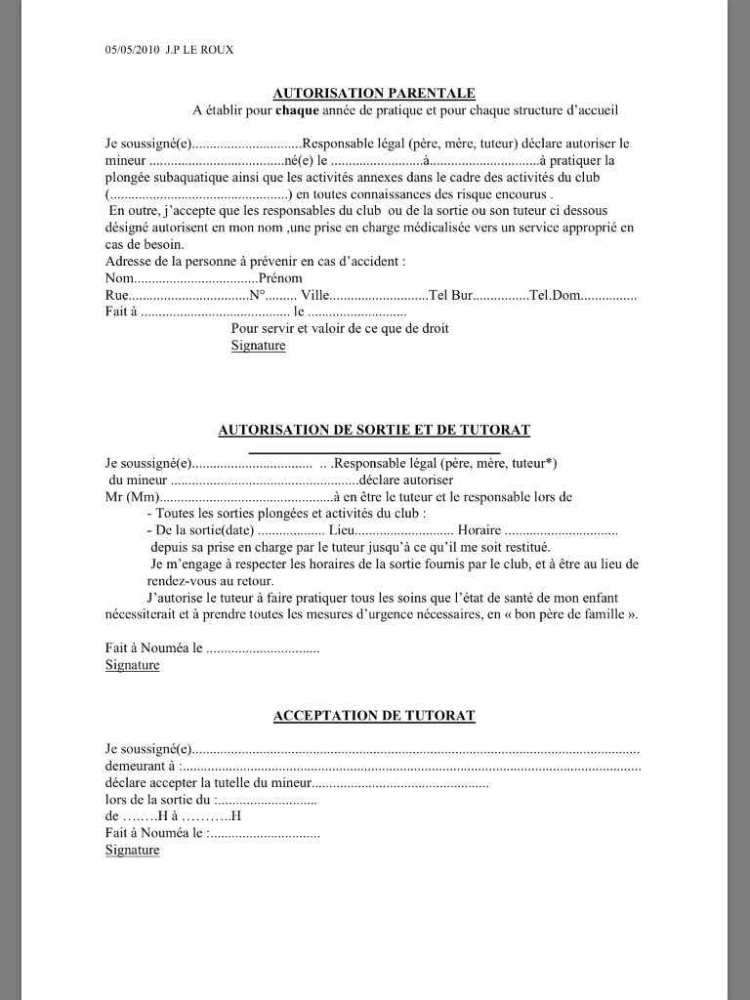 05/05/2010 J.P LE ROUX
AUTORISATION PARENTALE
A établir pour chaque année de pratique et pour chaque structure d'accueil
Je soussigné(e)...............................Responsable légal (père, mère, tuteur) déclare autoriser le
mineur ......................................né(e) le ..........................à...............................à pratiquer la
plongée subaquatique ainsi que les activités annexes dans le cadre des activités du club
(..................................................) en toutes connaissances des risque encourus .
En outre, j'accepte que les responsables du club ou de la sortie ou son tuteur ci dessous
désigné autorisent en mon nom ,une prise en charge médicalisée vers un service approprié en
cas de besoin.
Adresse de la personne à prévenir en cas d'accident :
Nom...................................Prénom
Rue..................................N°......... Ville............................Tel Bur................Tel.Dom................
Fait à .......................................... le ............................
Pour servir et valoir de ce que de droit
Signature
AUTORISATION DE SORTIE ET DE TUTORAT
Je soussigné(e).................................. .. .Responsable légal (père, mère, tuteur*)
du mineur .....................................................déclare autoriser
Mr (Mm).................................................à en être le tuteur et le responsable lors de
- Toutes les sorties plongées et activités du club :
- De la sortie(date) ................... Lieu............................ Horaire ................................
depuis sa prise en charge par le tuteur jusqu'à ce qu'il me soit restitué.
Je m'engage à respecter les horaires de la sortie fournis par le club, et à être au lieu de
rendez-vous au retour.
J'autorise le tuteur à faire pratiquer tous les soins que l'état de santé de mon enfant
nécessiterait et à prendre toutes les mesures d'urgence nécessaires, en « bon père de famille ».
Fait à Nouméa le ................................
Signature
ACCEPTATION DE TUTORAT
Je soussigné(e)..............................................................................................................................
demeurant à :.................................................................................................................................
déclare accepter la tutelle du mineur..................................................
lors de la sortie du :............................
de ….….H à ………..H
Fait à Nouméa le :...............................
Signature